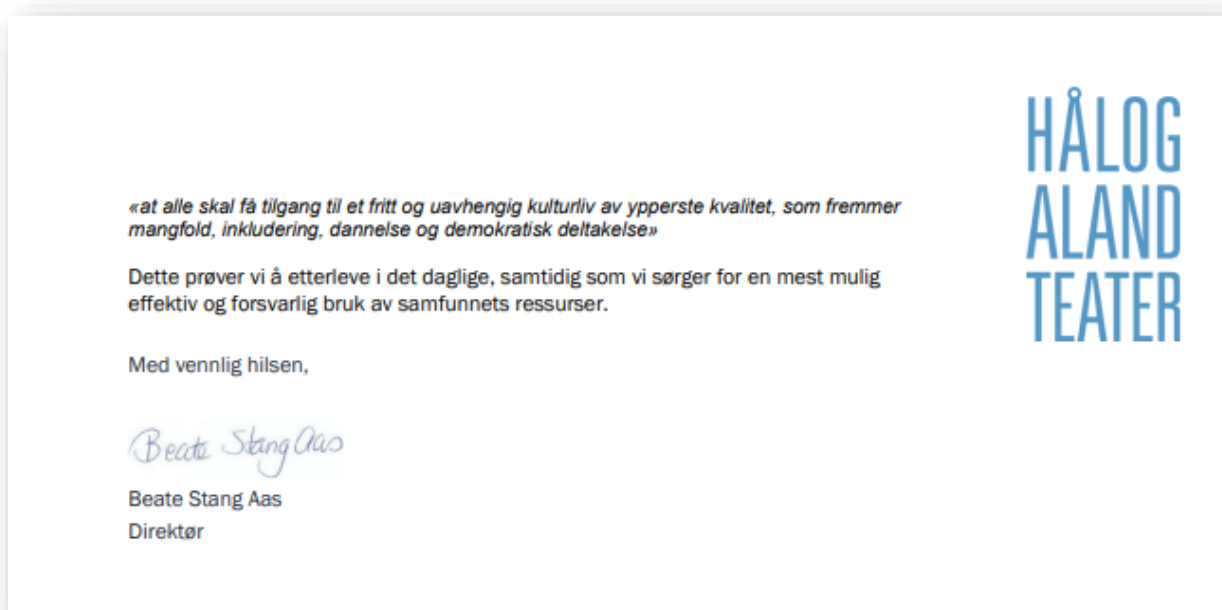 HÅLOG
ALAND
TEATER
«at alle skal få tilgang til et fritt og uavhengig kulturliv av ypperste kvalitet, som fremmer
mangfold, inkludering, dannelse og demokratisk deltakelse»
Dette prøver vi å etterleve i det daglige, samtidig som vi sørger for en mest mulig
effektiv og forsvarlig bruk av samfunnets ressurser.
Med vennlig hilsen,
Beate Stang Aas
Beate Stang Aas
Direktør